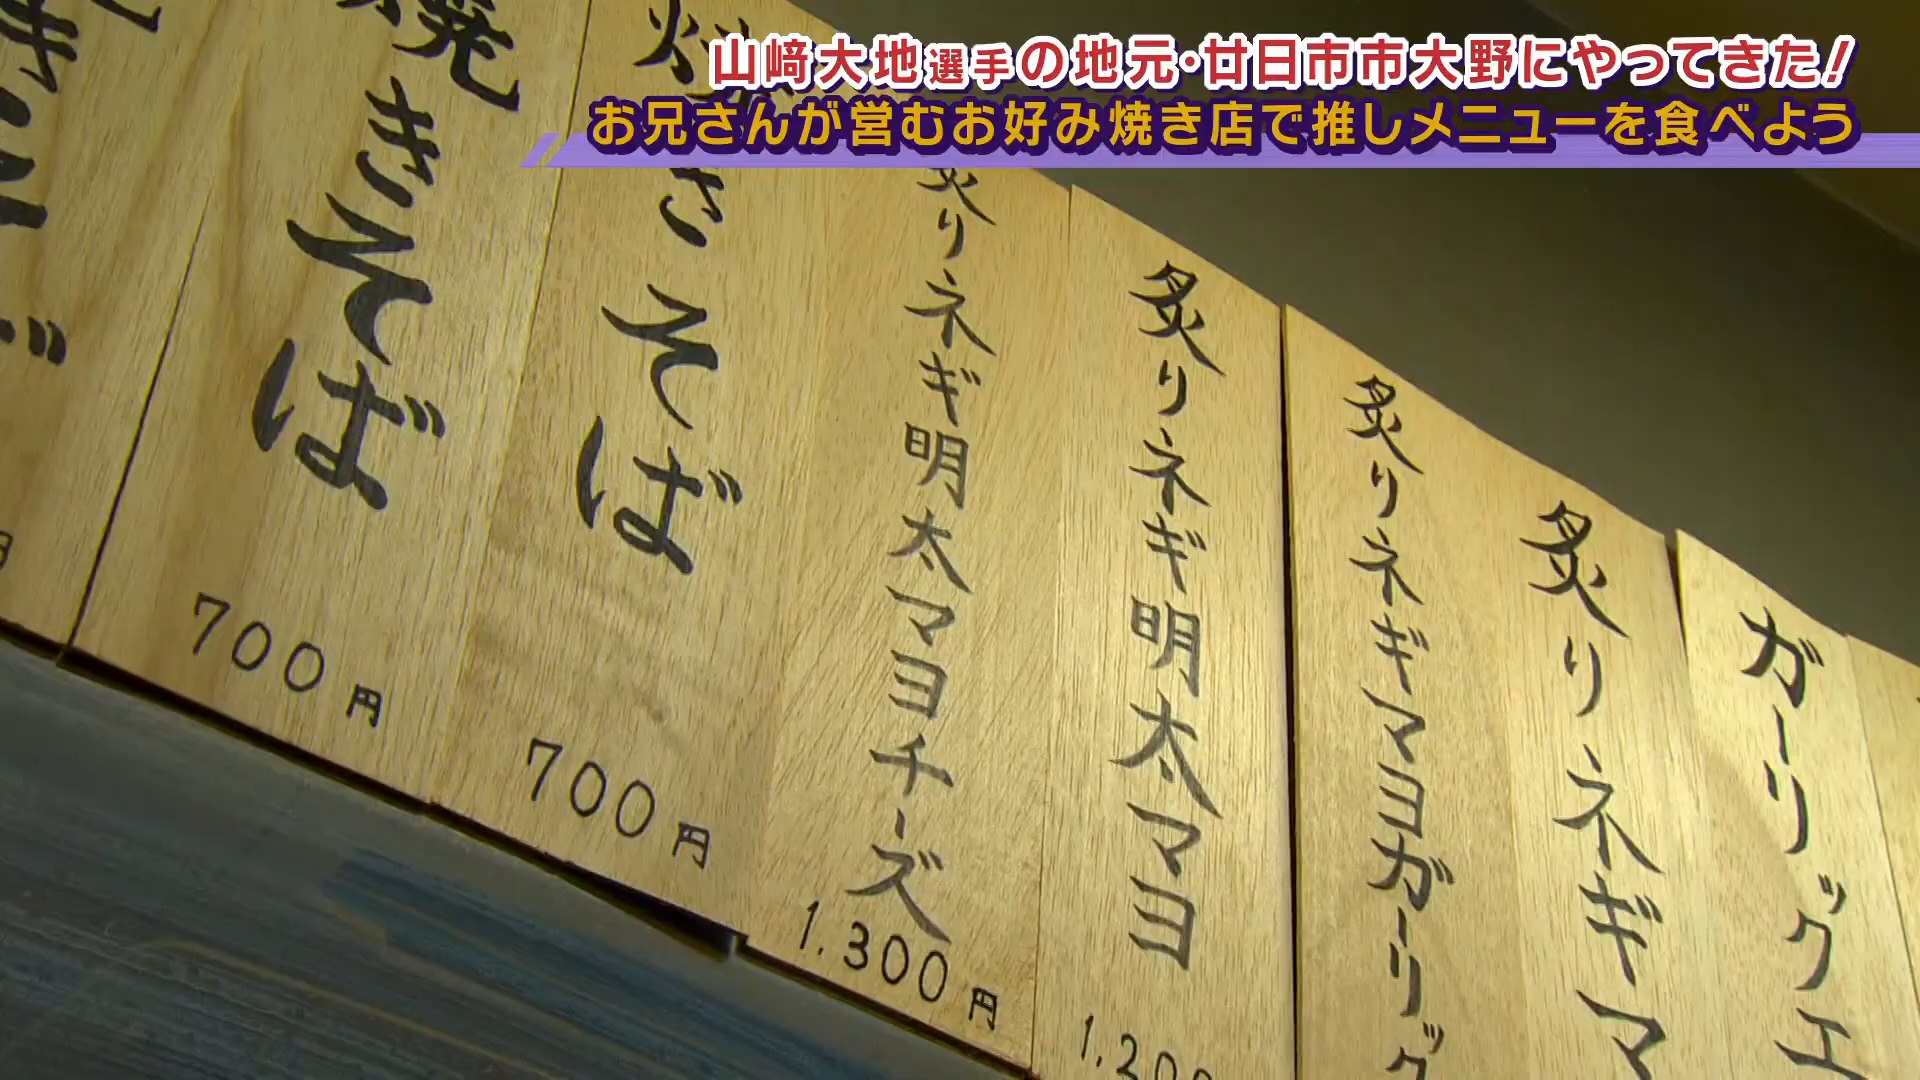 山﨑大地選手の地元・廿日市市大野にやってきた!
お兄さんが営むお好み焼き店で推しメニューを食べよう
ガーリックエ
炙りネギマ
炙りネギマヨガーリッ
炙りネギ明太マヨ
1,200
炙りネギ明太マヨチーズ
1,300円
焼きそば
700円
焼きそば
700円